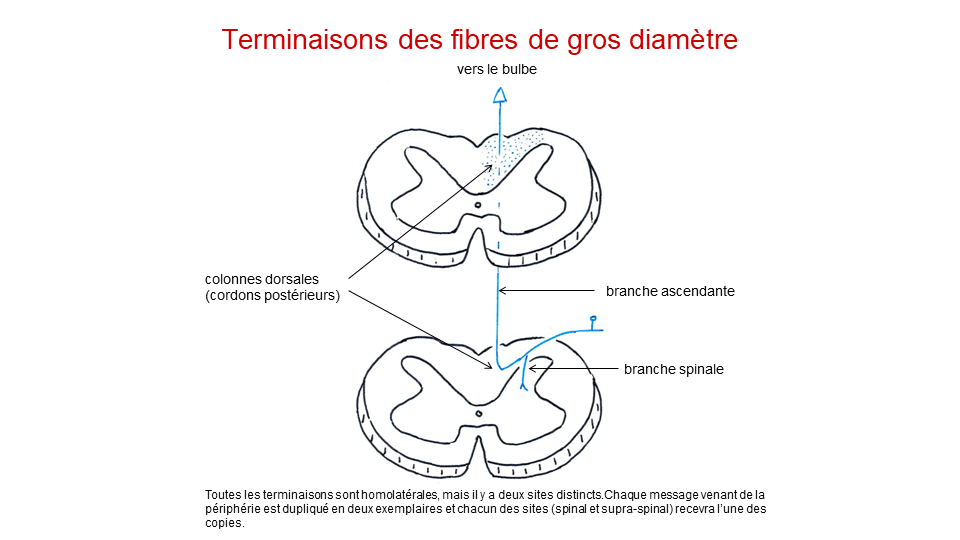 Terminaisons des fibres de gros diamètre
vers le bulbe
colonnes dorsales
(cordons postérieurs)
branche ascendante
branche spinale
Toutes les terminaisons sont homolatérales, mais il y a deux sites distincts.Chaque message venant de la
périphérie est dupliqué en deux exemplaires et chacun des sites (spinal et supra-spinal) recevra l'une des
copies.